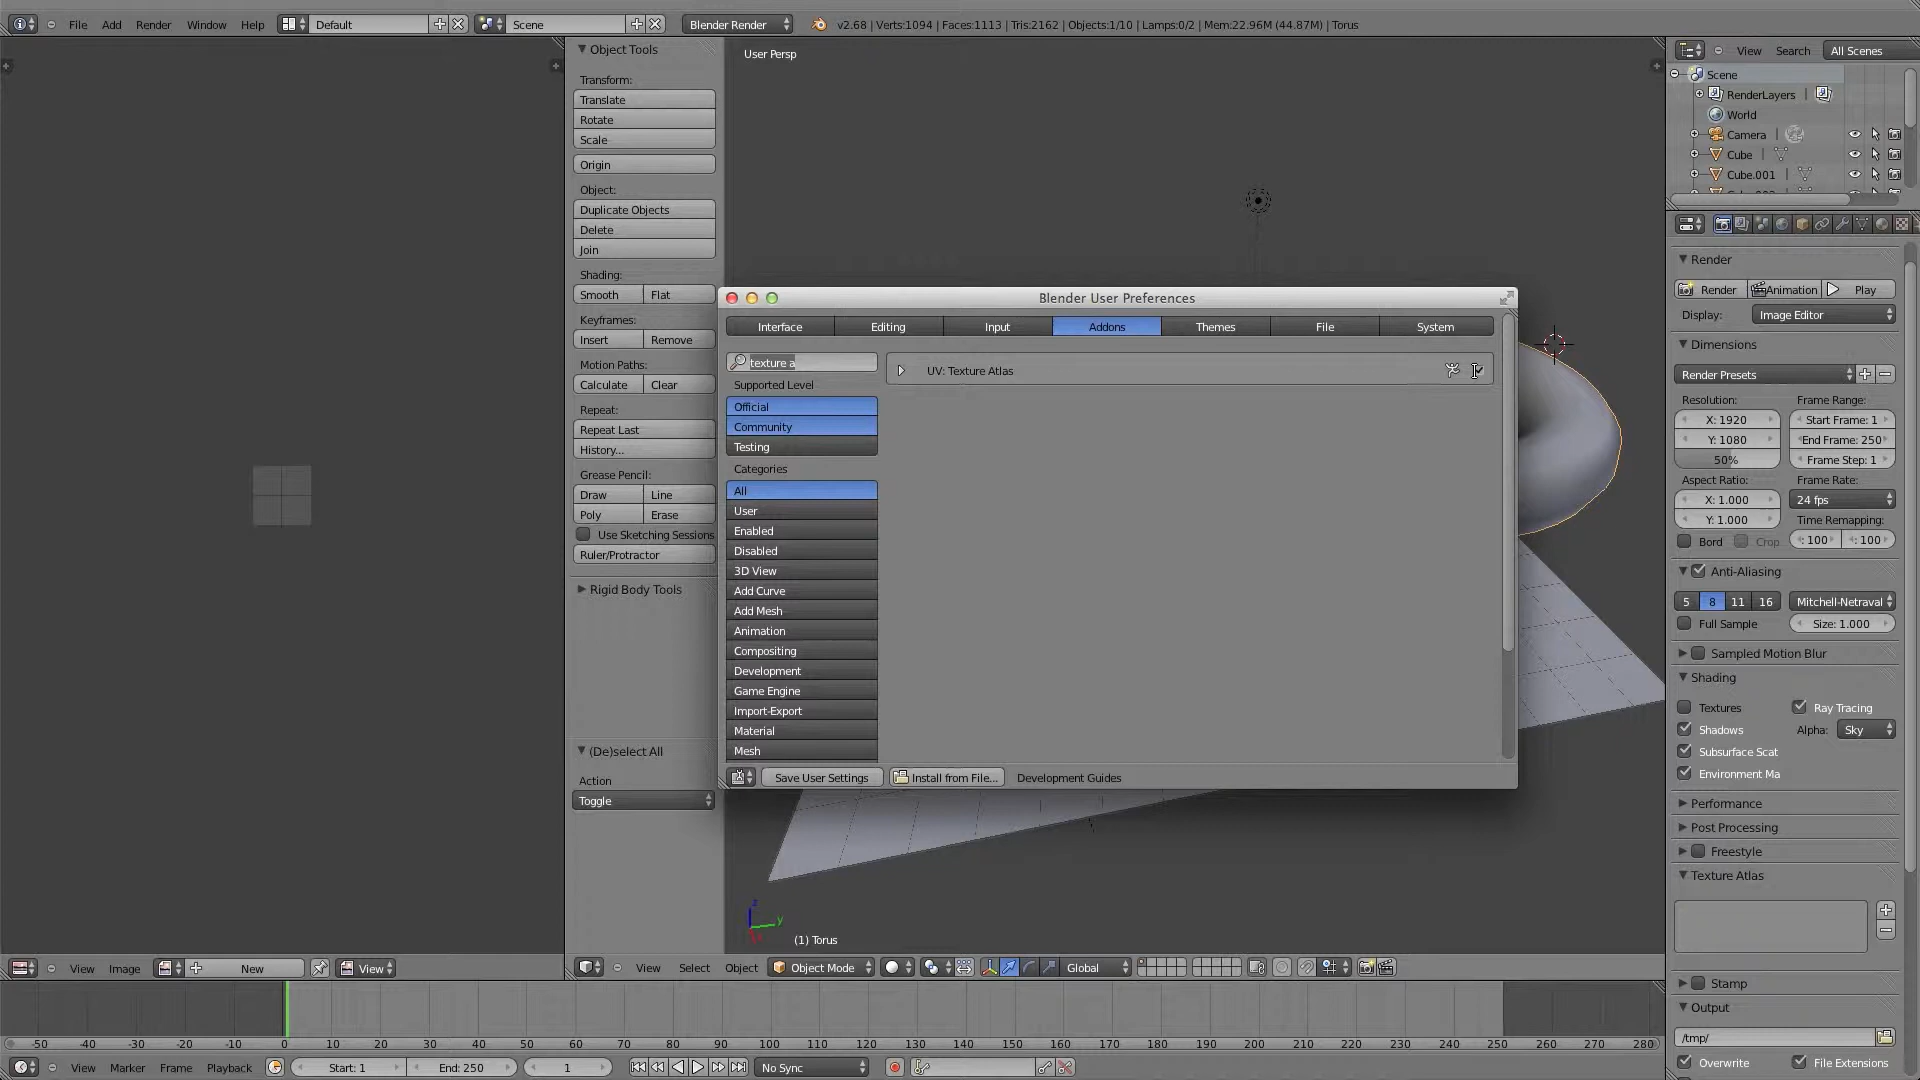 File Add Render Window Help Default Scene Blender Render v2.68 | Verts:1094 | Faces:1113 | Tris:2162 | Objects:1/10 | Lamps:0/2 | Mem:22.96M (44.87M) | Torus
Object Tools
Transform:
Translate
Rotate
Scale
Origin
Object:
Duplicate Objects
Delete
Join
Shading:
Smooth Flat
Keyframes:
Insert Remove
Motion Paths:
Calculate Clear
Repeat:
Repeat Last
History...
Grease Pencil:
Draw Line
Poly Erase
Use Sketching Sessions
Ruler/Protractor
Rigid Body Tools
(De)select All
Action
Toggle
User Persp
Blender User Preferences
Interface Editing Input Addons Themes File System
texture a
UV: Texture Atlas
Supported Level
Official
Community
Testing
Categories
All
User
Enabled
Disabled
3D View
Add Curve
Add Mesh
Animation
Compositing
Development
Game Engine
Import-Export
Material
Mesh
Save User Settings Install from File... Development Guides
z
y
(1) Torus
View Search All Scenes
Scene
RenderLayers
World
Camera
Cube
Cube.001
Render
Render Animation Play
Display: Image Editor
Dimensions
Render Presets
Resolution: Frame Range:
X: 1920 Start Frame: 1
Y: 1080 End Frame: 250
50% Frame Step: 1
Aspect Ratio: Frame Rate:
X: 1.000 24 fps
Y: 1.000 Time Remapping:
Bord Crop : 100 : 100
Anti-Aliasing
5 8 11 16 Mitchell-Netraval
Full Sample Size: 1.000
Sampled Motion Blur
Shading
Textures Ray Tracing
Shadows Alpha: Sky
Subsurface Scat
Environment Ma
Performance
Post Processing
Freestyle
Texture Atlas
Stamp
Output
/tmp/
Overwrite File Extensions
View Image New View
View Select Object Object Mode Global
-50 -40 -30 -20 -10 0 10 20 30 40 50 60 70 80 90 100 110 120 130 140 150 160 170 180 190 200 210 220 230 240 250 260 270 280
View Marker Frame Playback Start: 1 End: 250 1 No Sync